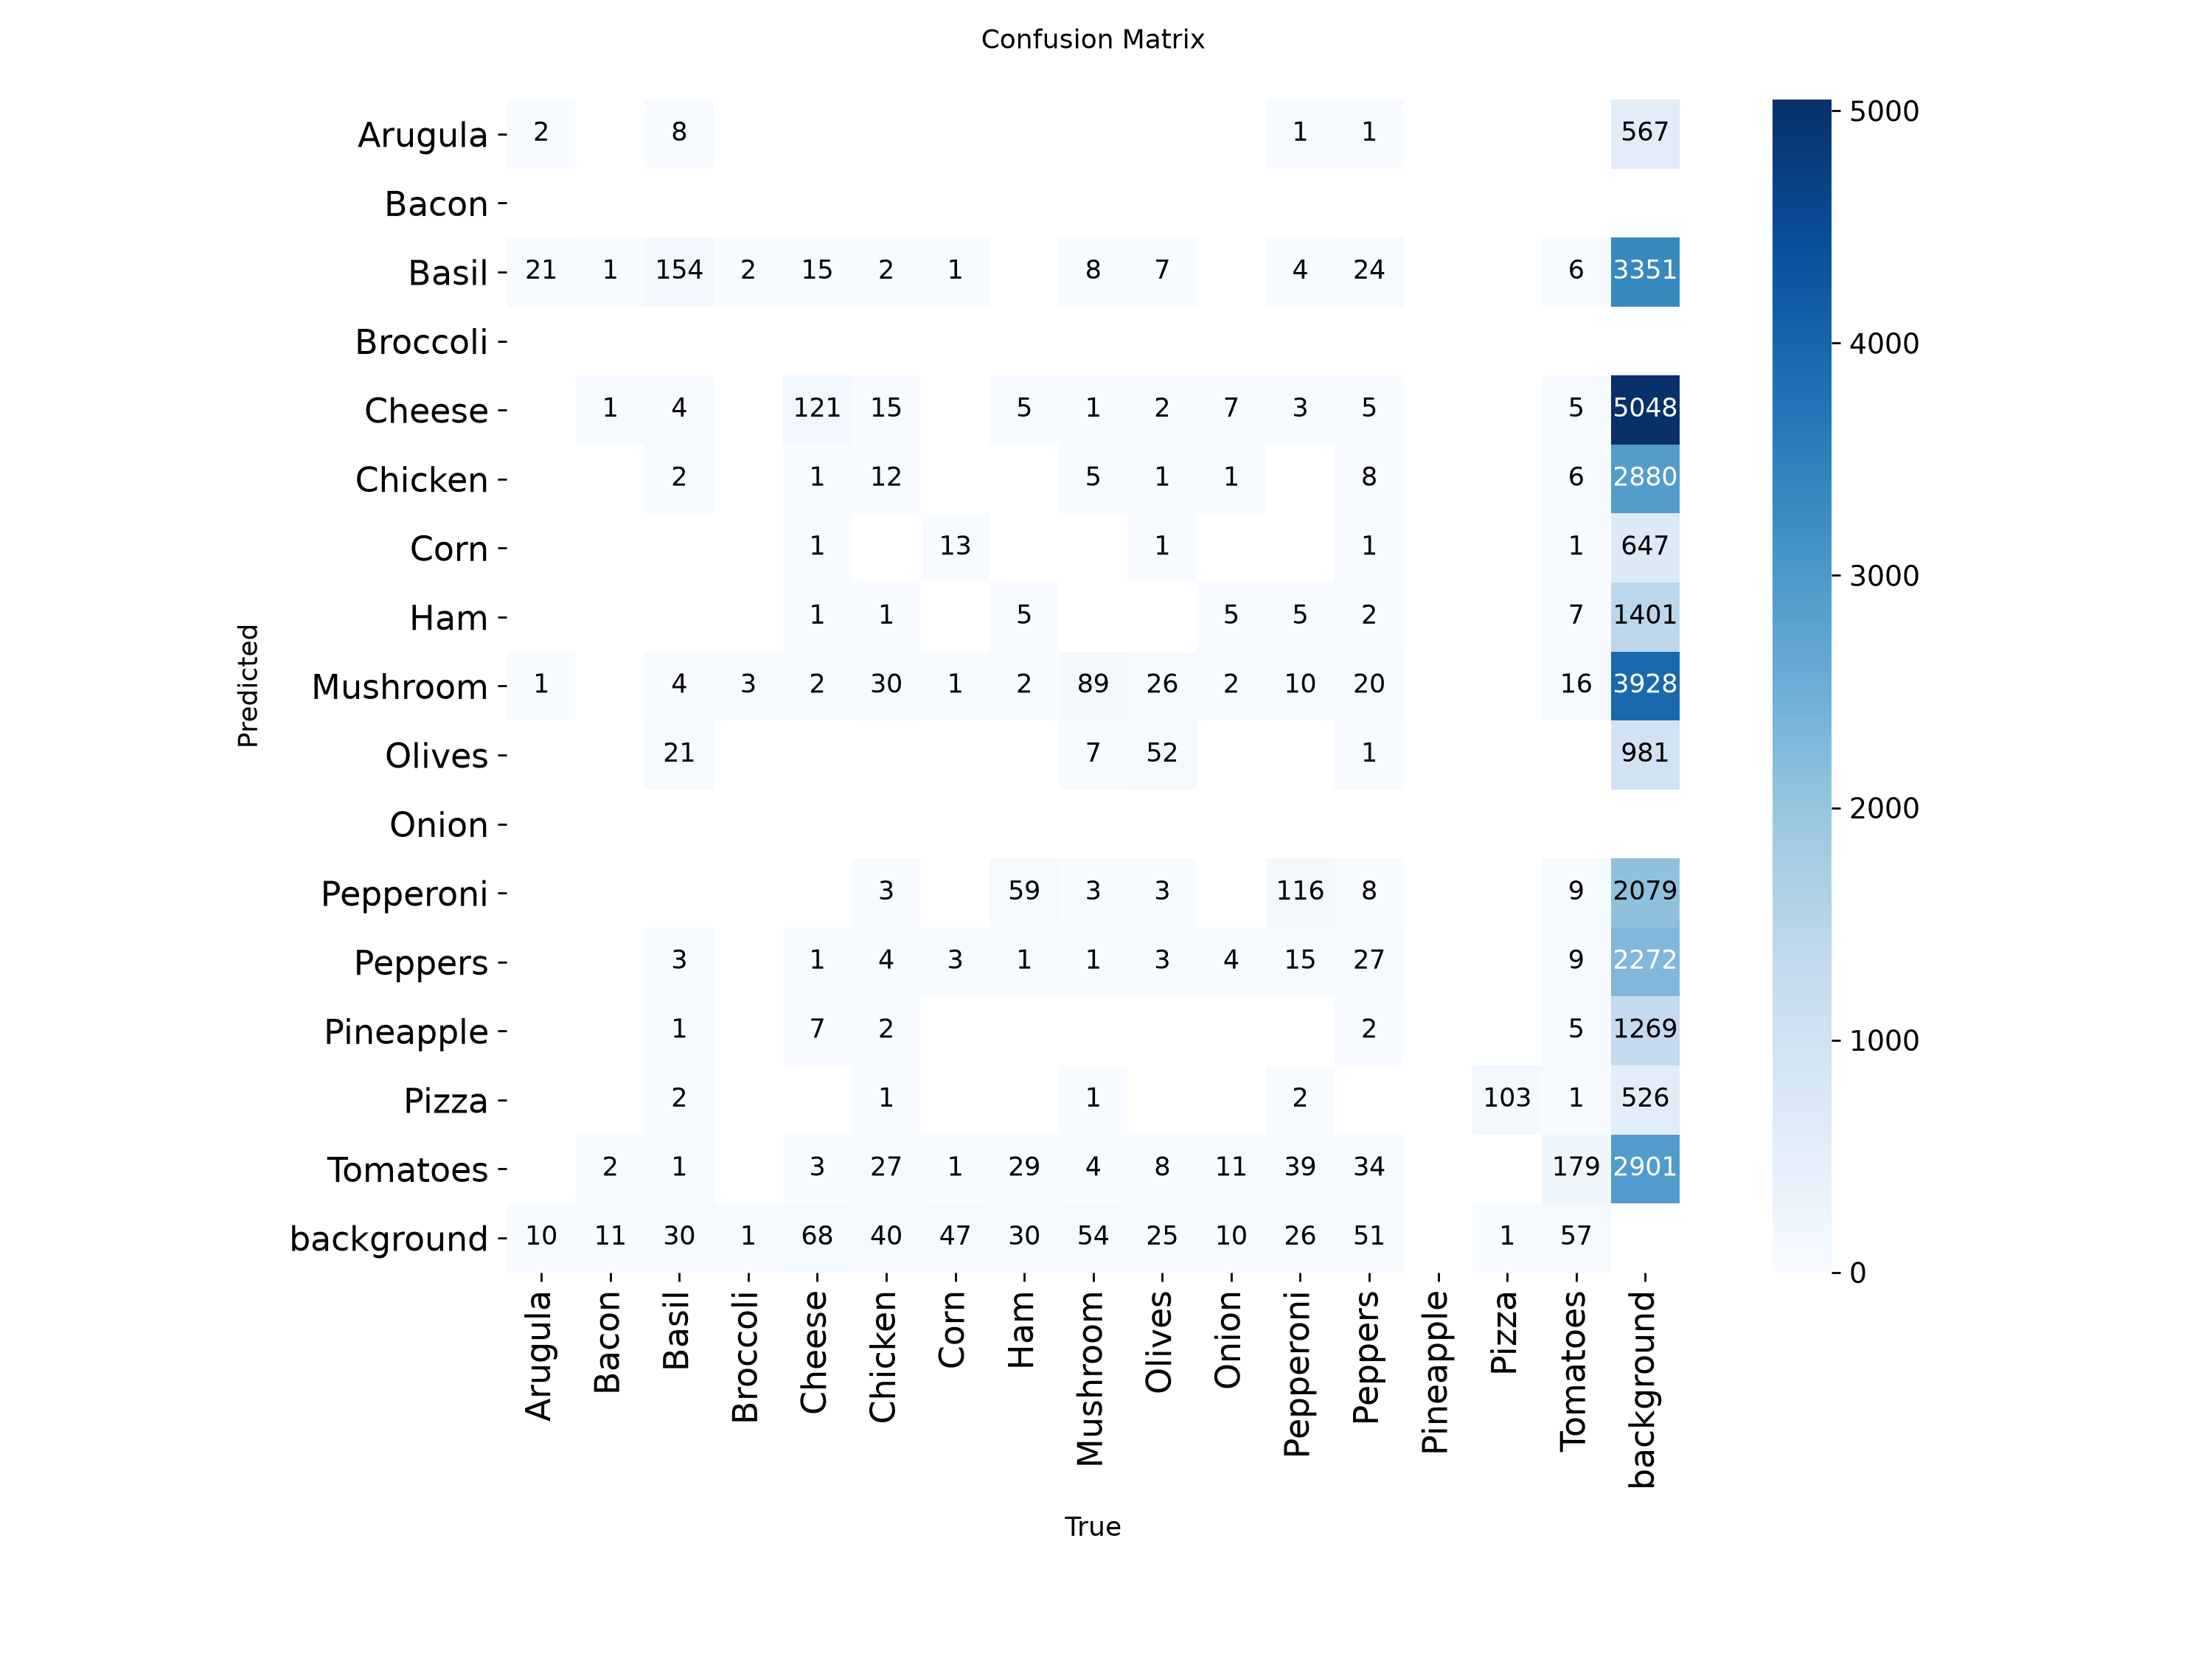 Confusion Matrix
Arugula 2 8 1 1 567
Bacon
Basil 21 1 154 2 15 2 1 8 7 4 24 6 3351
Broccoli
Cheese 1 4 121 15 5 1 2 7 3 5 5 5048
Chicken 2 1 12 5 1 1 8 6 2880
Corn 1 13 1 1 1 647
Ham 1 1 5 5 5 2 7 1401
Mushroom 1 4 3 2 30 1 2 89 26 2 10 20 16 3928
Olives 21 7 52 1 981
Onion
Pepperoni 3 59 3 3 116 8 9 2079
Peppers 3 1 4 3 1 1 3 4 15 27 9 2272
Pineapple 1 7 2 2 5 1269
Pizza 2 1 1 2 103 1 526
Tomatoes 2 1 3 27 1 29 4 8 11 39 34 179 2901
background 10 11 30 1 68 40 47 30 54 25 10 26 51 1 57
Arugula Bacon Basil Broccoli Cheese Chicken Corn Ham Mushroom Olives Onion Pepperoni Peppers Pineapple Pizza Tomatoes background
True
Predicted
5000
4000
3000
2000
1000
0